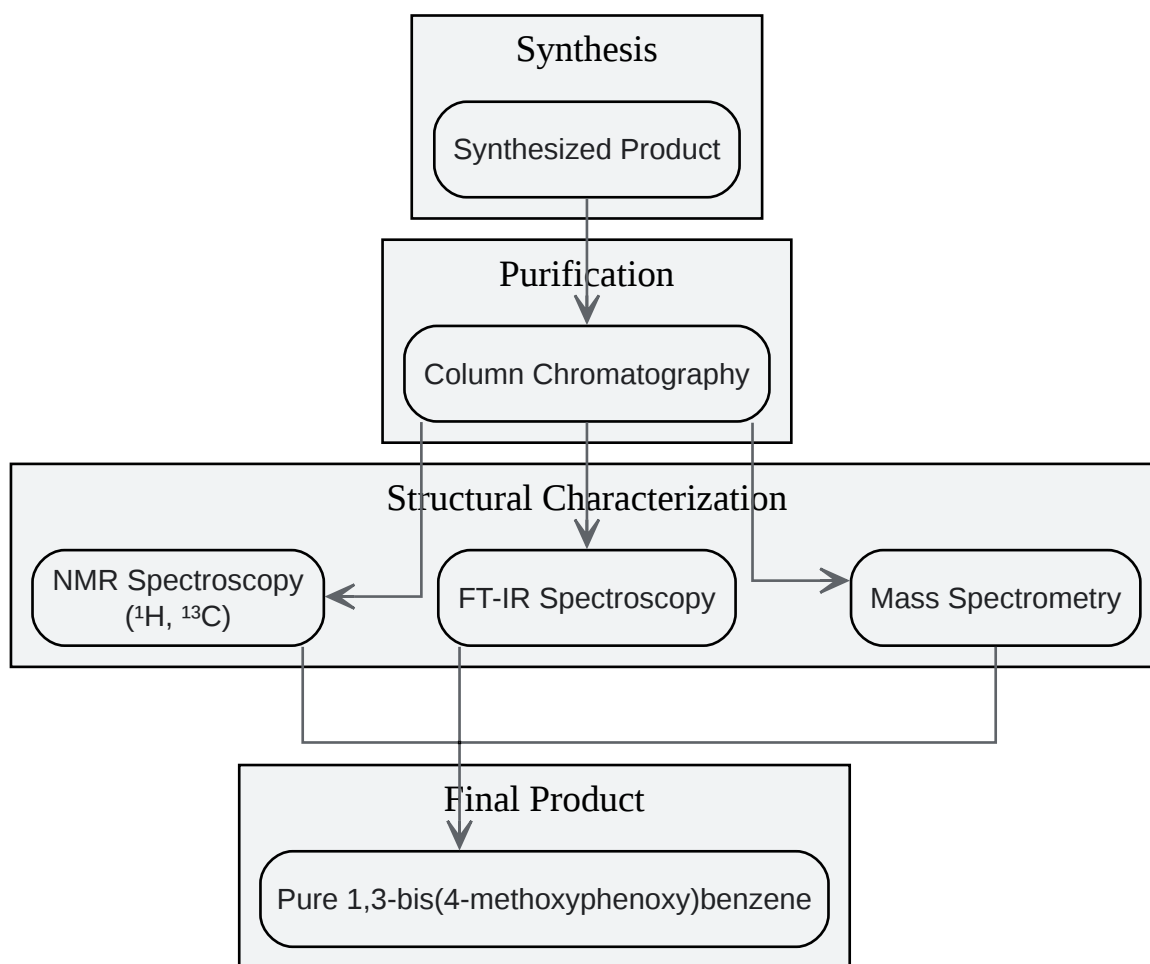 Synthesis
Synthesized Product
Purification
Column Chromatography
Structural Characterization
NMR Spectroscopy
(¹H, ¹³C)
FT-IR Spectroscopy
Mass Spectrometry
Final Product
Pure 1,3-bis(4-methoxyphenoxy)benzene